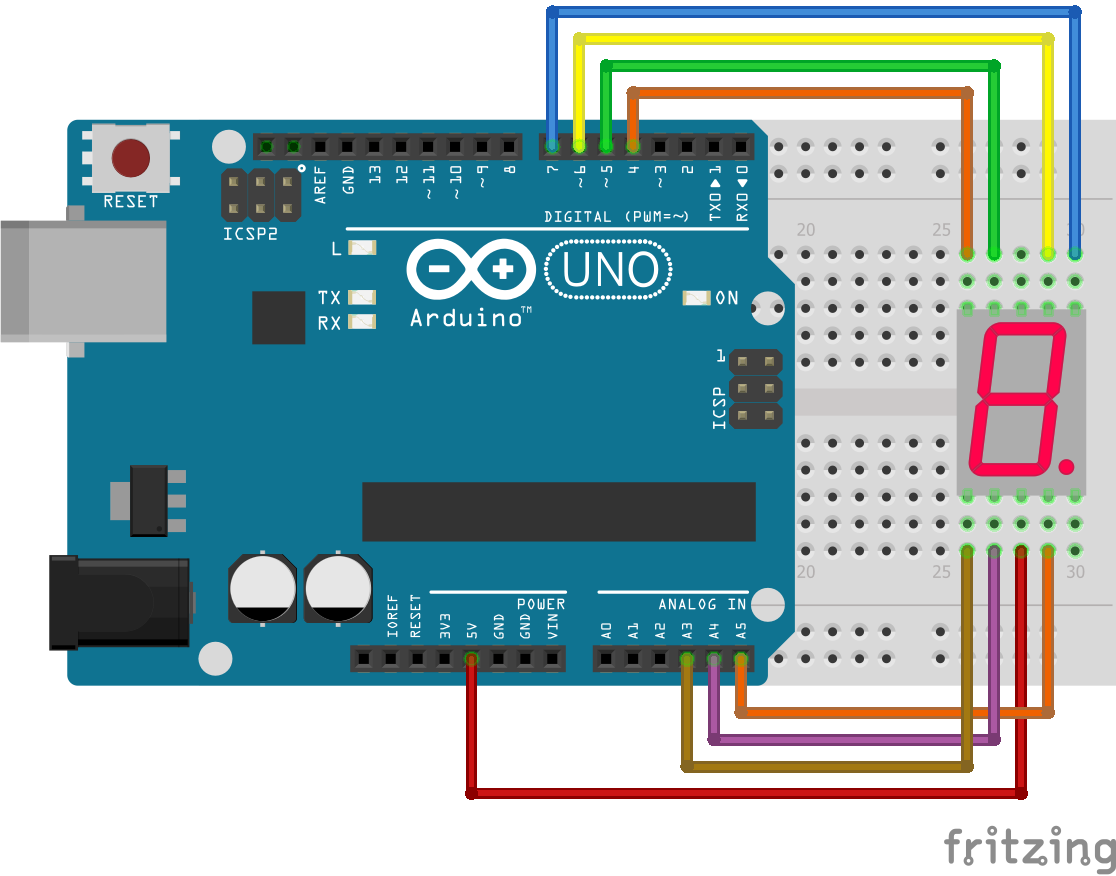 RESET
ICSP2
AREF
GND
13
12
~11
~10
~9
8
7
~6
~5
4
~3
2
TX0▶1
RX0◀0
DIGITAL (PWM=~)
L
TX
RX
UNO
Arduino™
ON
1
ICSP
20
25
30
20
25
30
IOREF
RESET
3V3
5V
GND
GND
VIN
POWER
A0
A1
A2
A3
A4
A5
ANALOG IN
fritzing